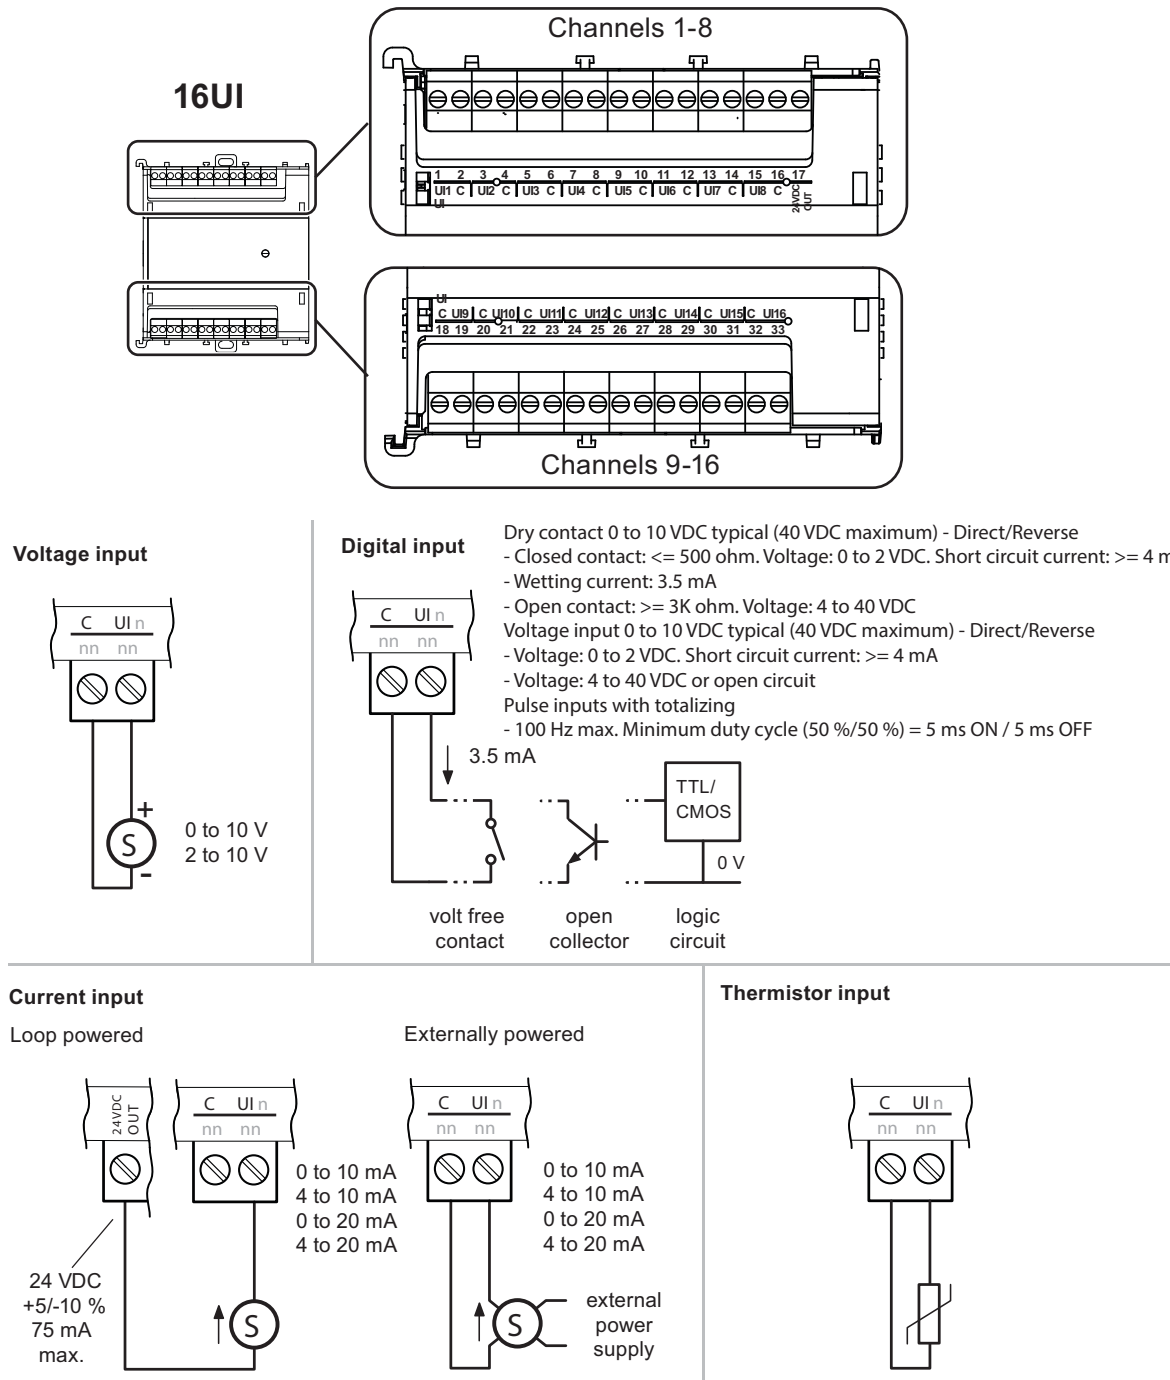 Channels 1-8
16UI
1 2 3 4 5 6 7 8 9 10 11 12 13 14 15 16 17
UI1 C UI2 C UI3 C UI4 C UI5 C UI6 C UI7 C UI8 C
UI
24VDC
OUT
UI
C UI9 C UI10 C UI11 C UI12 C UI13 C UI14 C UI15 C UI16
18 19 20 21 22 23 24 25 26 27 28 29 30 31 32 33
Channels 9-16
Voltage input
C UI n
nn nn
+
S
-
0 to 10 V
2 to 10 V
Digital input
Dry contact 0 to 10 VDC typical (40 VDC maximum) - Direct/Reverse
- Closed contact: <= 500 ohm. Voltage: 0 to 2 VDC. Short circuit current: >= 4 m
- Wetting current: 3.5 mA
- Open contact: >= 3K ohm. Voltage: 4 to 40 VDC
Voltage input 0 to 10 VDC typical (40 VDC maximum) - Direct/Reverse
- Voltage: 0 to 2 VDC. Short circuit current: >= 4 mA
- Voltage: 4 to 40 VDC or open circuit
Pulse inputs with totalizing
- 100 Hz max. Minimum duty cycle (50 %/50 %) = 5 ms ON / 5 ms OFF
C UI n
nn nn
3.5 mA
TTL/
CMOS
0 V
volt free
contact
open
collector
logic
circuit
Current input
Loop powered
24VDC
OUT
C UI n
nn nn
0 to 10 mA
4 to 10 mA
0 to 20 mA
4 to 20 mA
24 VDC
+5/-10 %
75 mA
max.
S
Externally powered
C UI n
nn nn
0 to 10 mA
4 to 10 mA
0 to 20 mA
4 to 20 mA
S
external
power
supply
Thermistor input
C UI n
nn nn